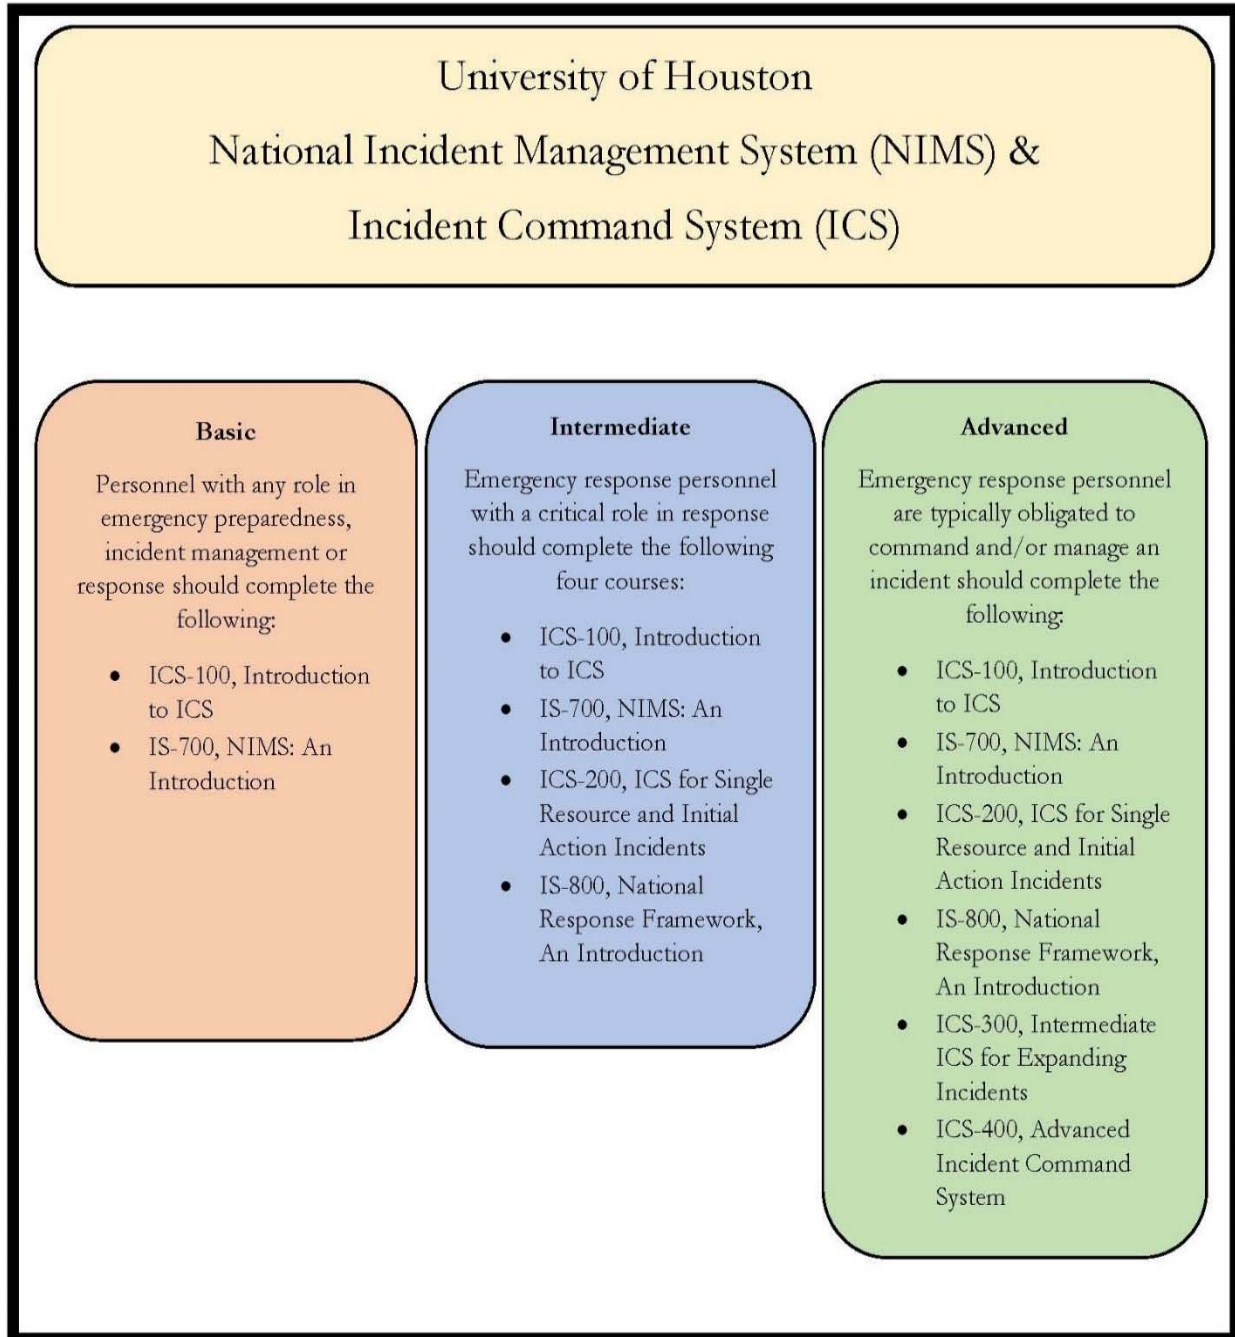 University of Houston
National Incident Management System (NIMS) &
Incident Command System (ICS)
Basic
Personnel with any role in
emergency preparedness,
incident management or
response should complete the
following:
• ICS-100, Introduction
to ICS
• IS-700, NIMS: An
Introduction
Intermediate
Emergency response personnel
with a critical role in response
should complete the following
four courses:
• ICS-100, Introduction
to ICS
• IS-700, NIMS: An
Introduction
• ICS-200, ICS for Single
Resource and Initial
Action Incidents
• IS-800, National
Response Framework,
An Introduction
Advanced
Emergency response personnel
are typically obligated to
command and/or manage an
incident should complete the
following:
• ICS-100, Introduction
to ICS
• IS-700, NIMS: An
Introduction
• ICS-200, ICS for Single
Resource and Initial
Action Incidents
• IS-800, National
Response Framework,
An Introduction
• ICS-300, Intermediate
ICS for Expanding
Incidents
• ICS-400, Advanced
Incident Command
System